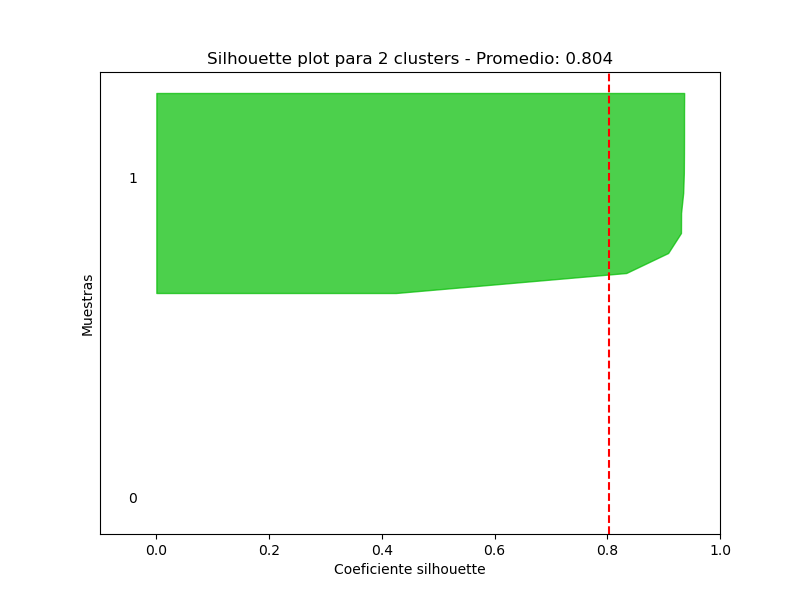 Silhouette plot para 2 clusters - Promedio: 0.804
1
0
Muestras
0.0 0.2 0.4 0.6 0.8 1.0
Coeficiente silhouette